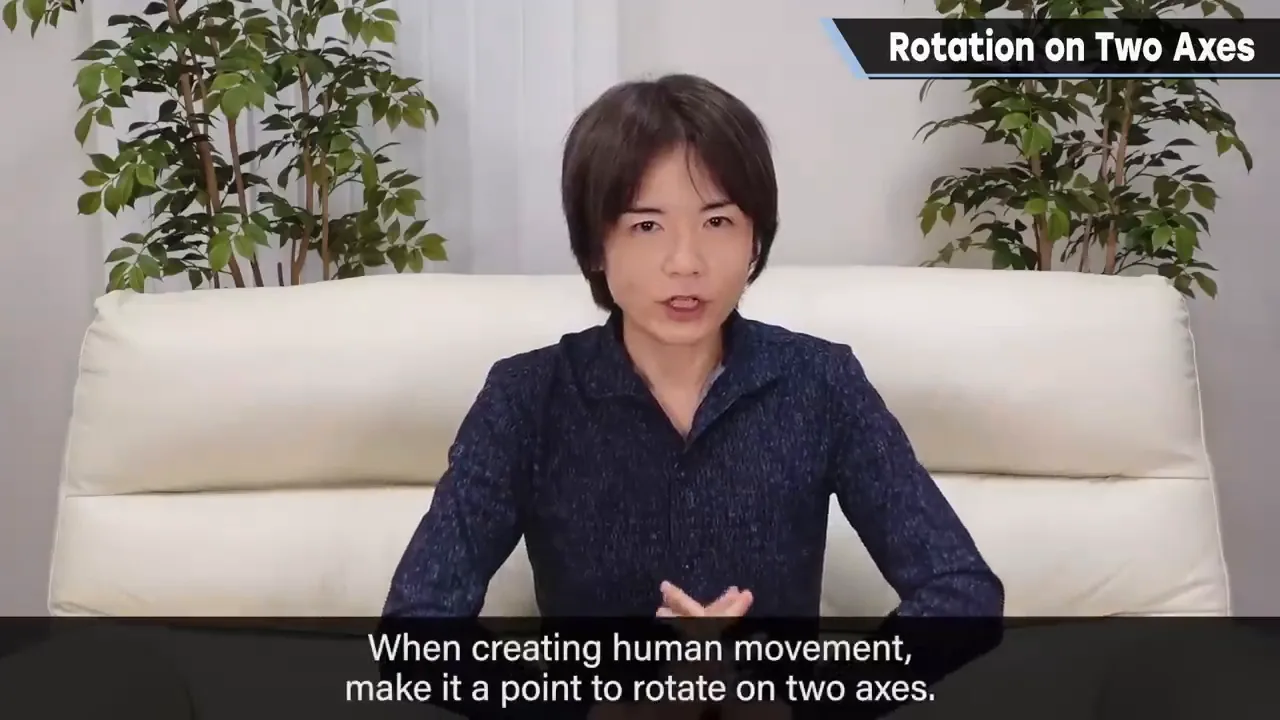 Rotation on Two Axes
When creating human movement,
make it a point to rotate on two axes.